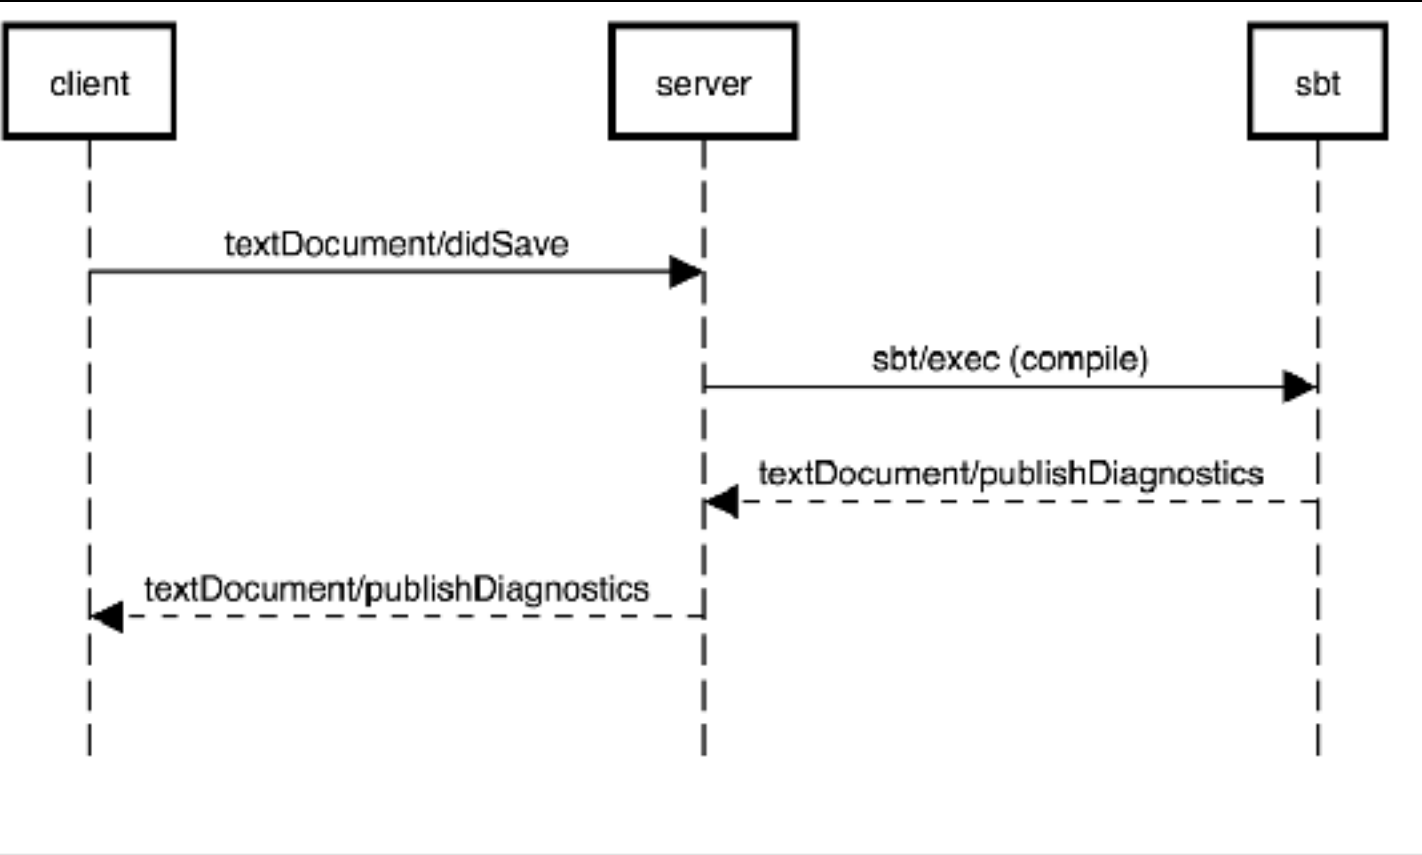 client
server
sbt
textDocument/didSave
sbt/exec (compile)
textDocument/publishDiagnostics
textDocument/publishDiagnostics